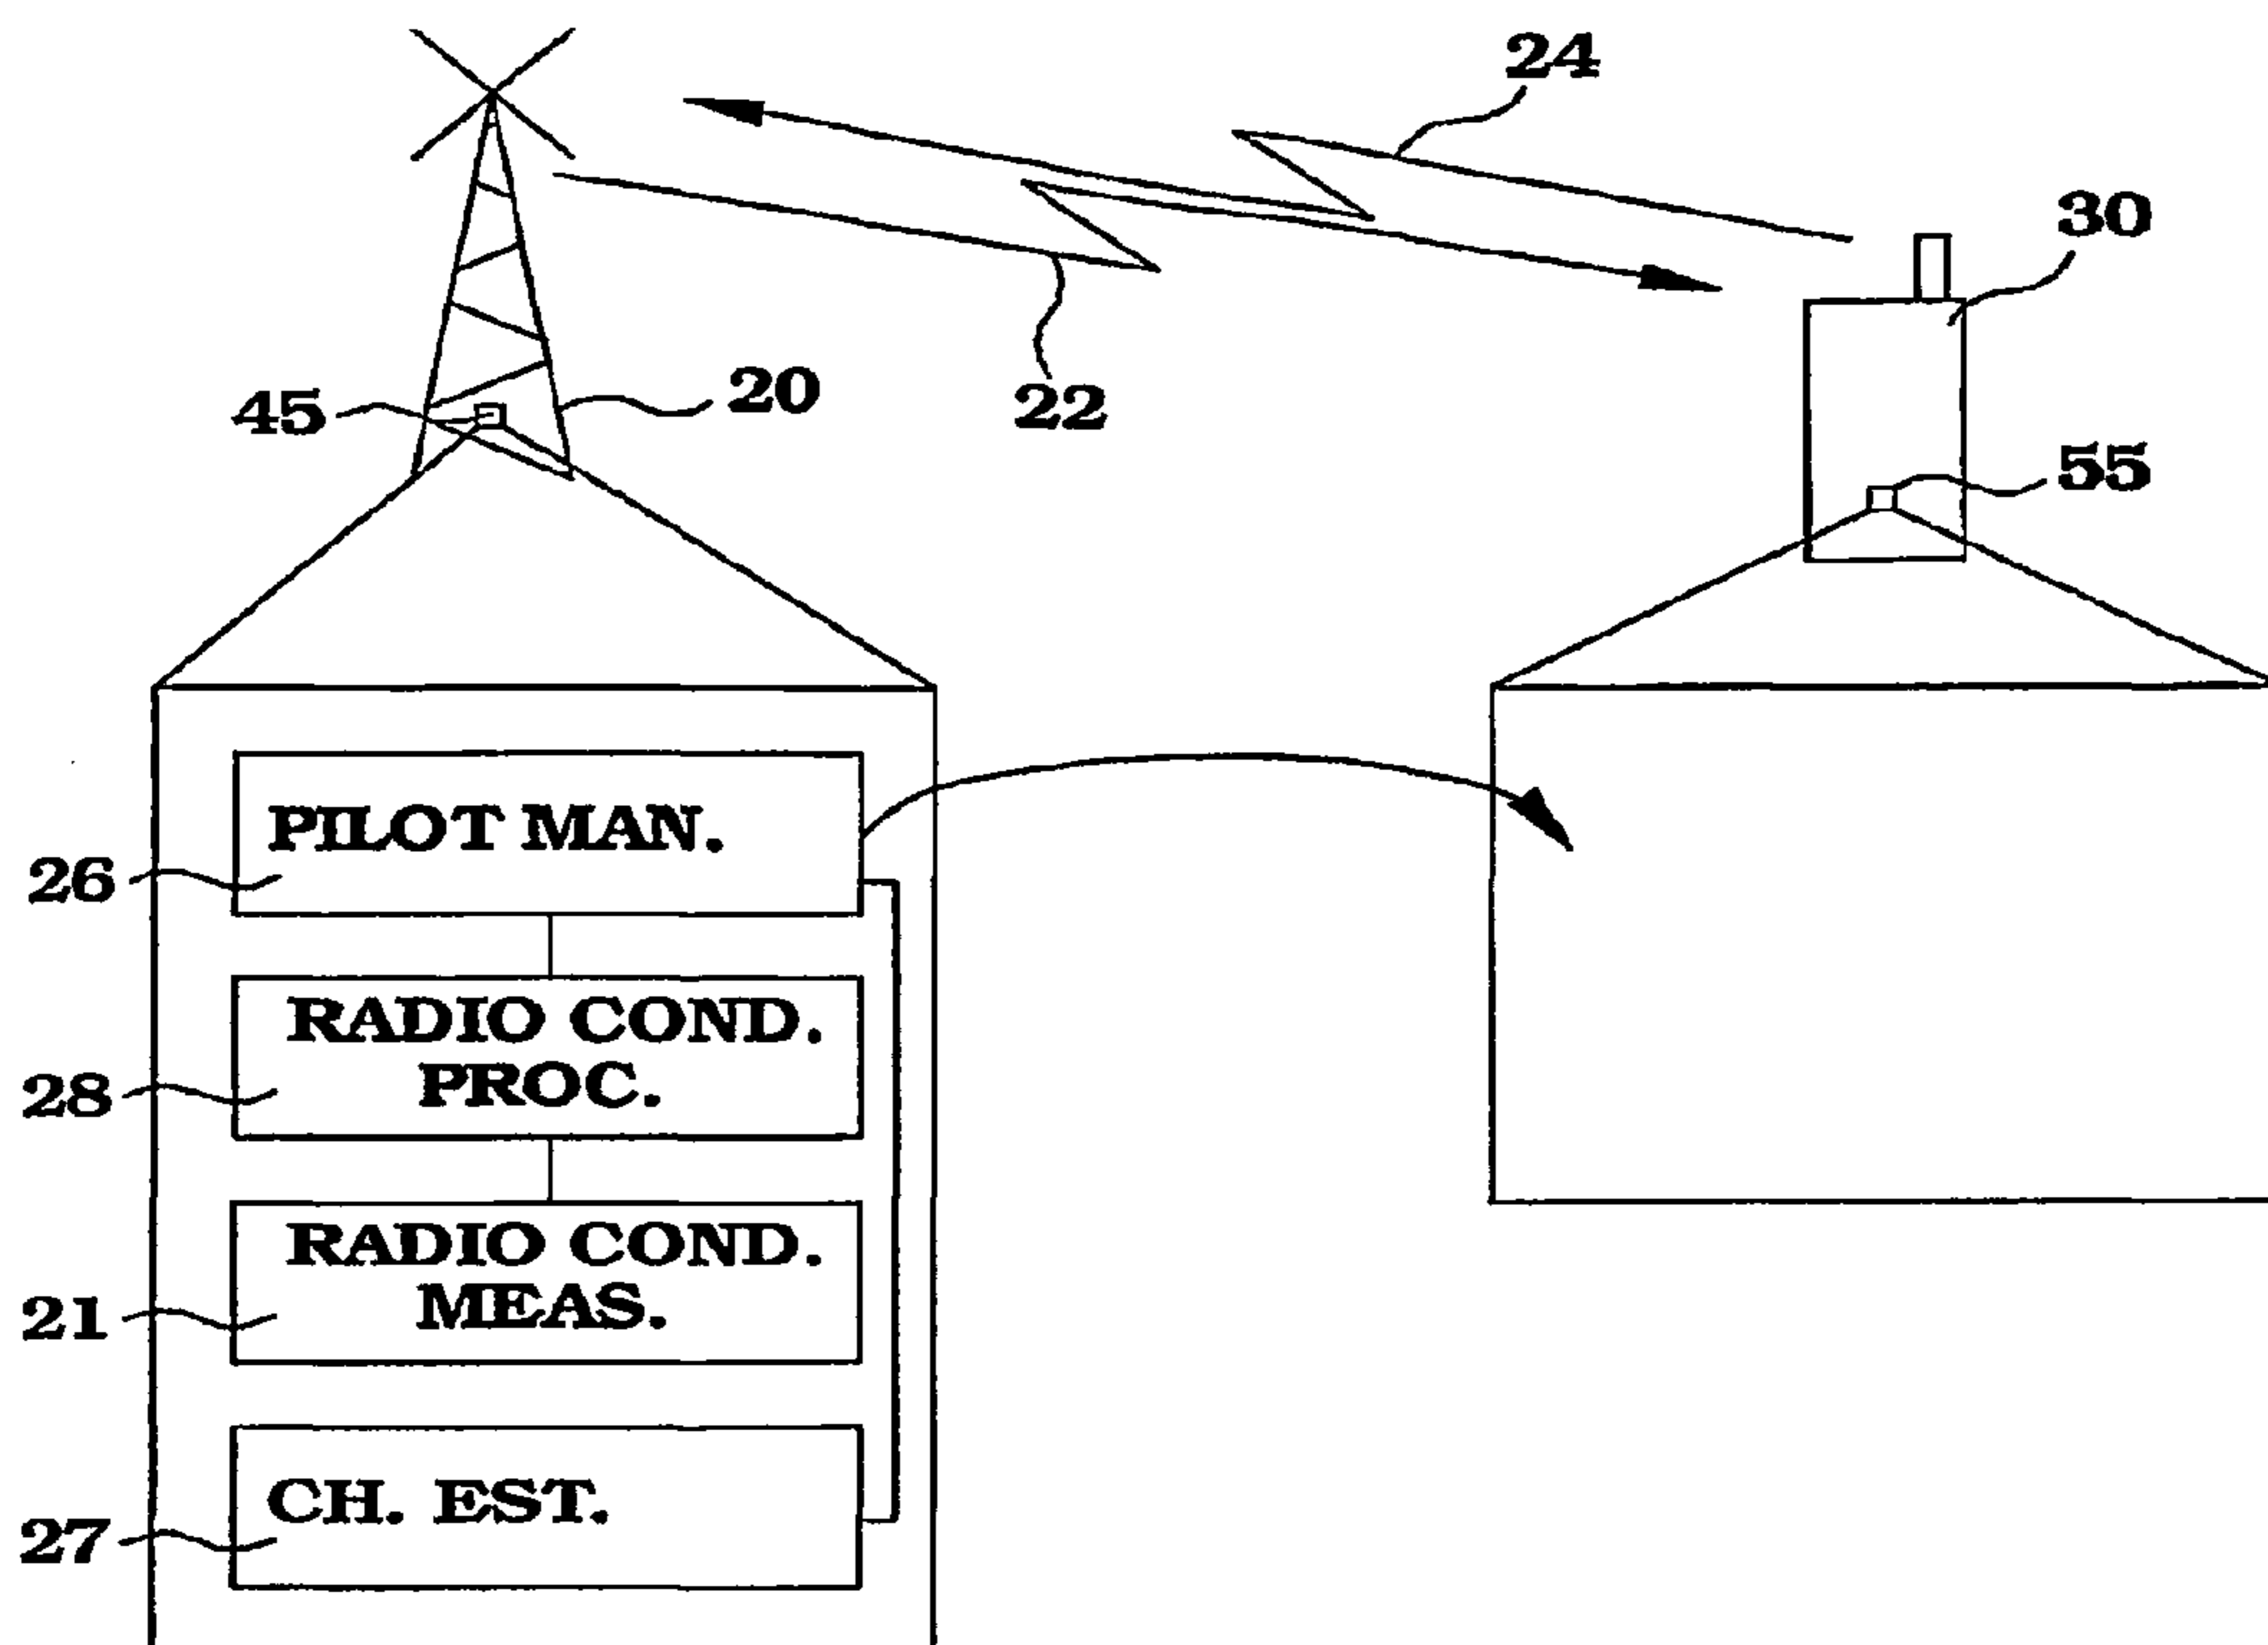 24
30
20
45
22
55
PILOT MAN.
26
RADIO COND.
PROC.
28
RADIO COND.
MEAS.
21
CH. EST.
27